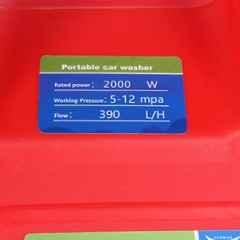 Portable car washer
Rated power: 2000 W
Working Pressure: 5-12 mpa
Flow: 390 L/H